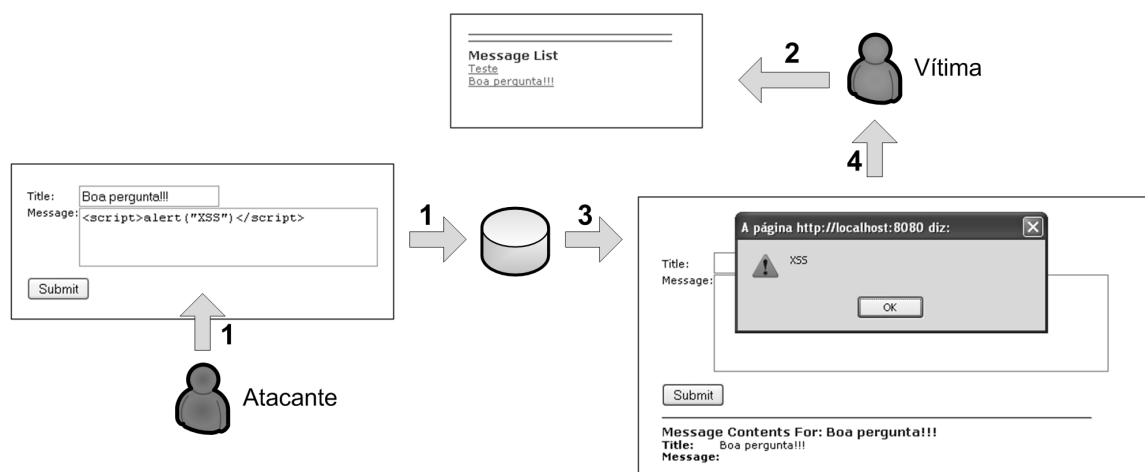 Message List
Teste
Boa pergunta!!!
2
Vítima
4
Title: Boa pergunta!!!
Message: <script>alert("XSS")</script>
Submit
1
Atacante
1
3
A página http://localhost:8080 diz:
XSS
OK
Title:
Message:
Submit
Message Contents For: Boa pergunta!!!
Title: Boa pergunta!!!
Message: